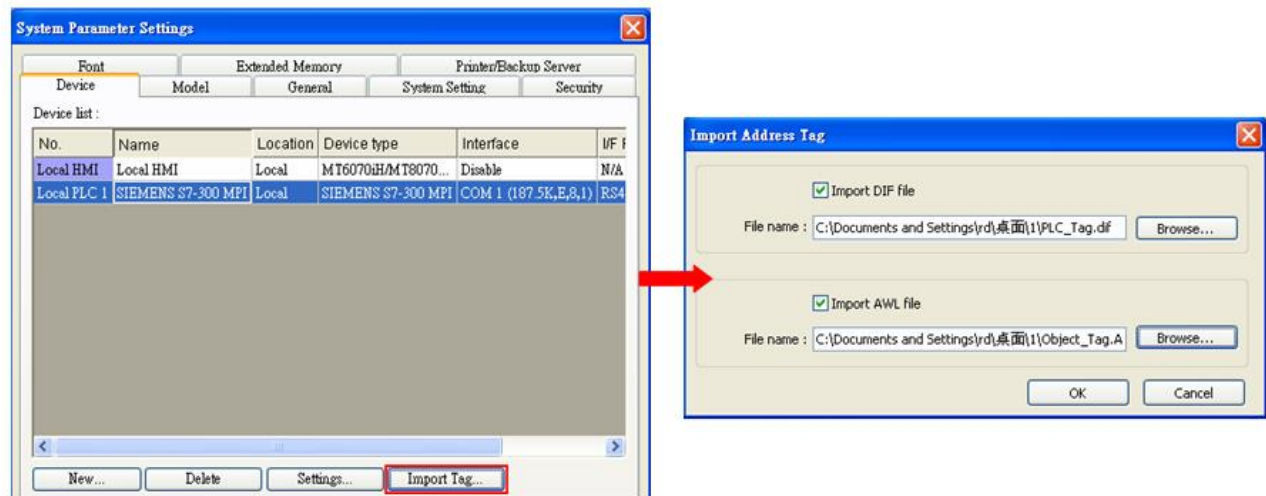 System Parameter Settings
Font Extended Memory Printer/Backup Server
Device Model General System Setting Security
Device list :
No. Name Location Device type Interface I/F
Local HMI Local HMI Local MT6070iH/MT8070... Disable N/A
Local PLC 1 SIEMENS S7-300 MPI Local SIEMENS S7-300 MPI COM 1 (187.5K,E,8,1) RS4
New... Delete Settings... Import Tag...
Import Address Tag
Import DIF file
File name : C:\Documents and Settings\rd\桌面\1\PLC_Tag.dif Browse...
Import AWL file
File name : C:\Documents and Settings\rd\桌面\1\Object_Tag.A Browse...
OK Cancel